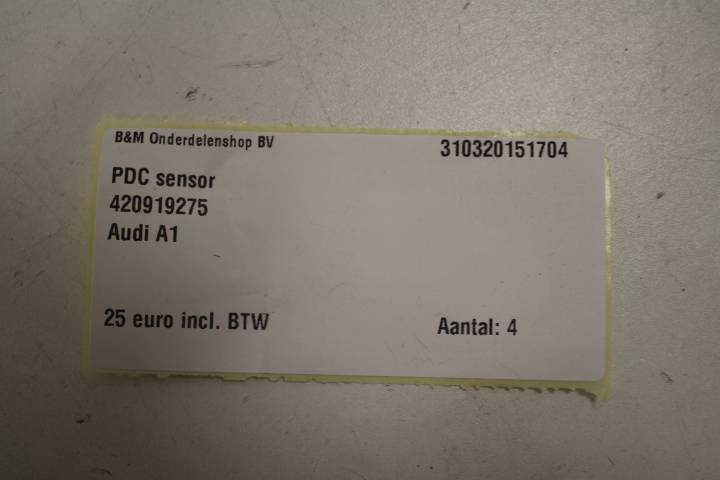 B&M Onderdelenshop BV
310320151704
PDC sensor
420919275
Audi A1
25 euro incl. BTW
Aantal: 4